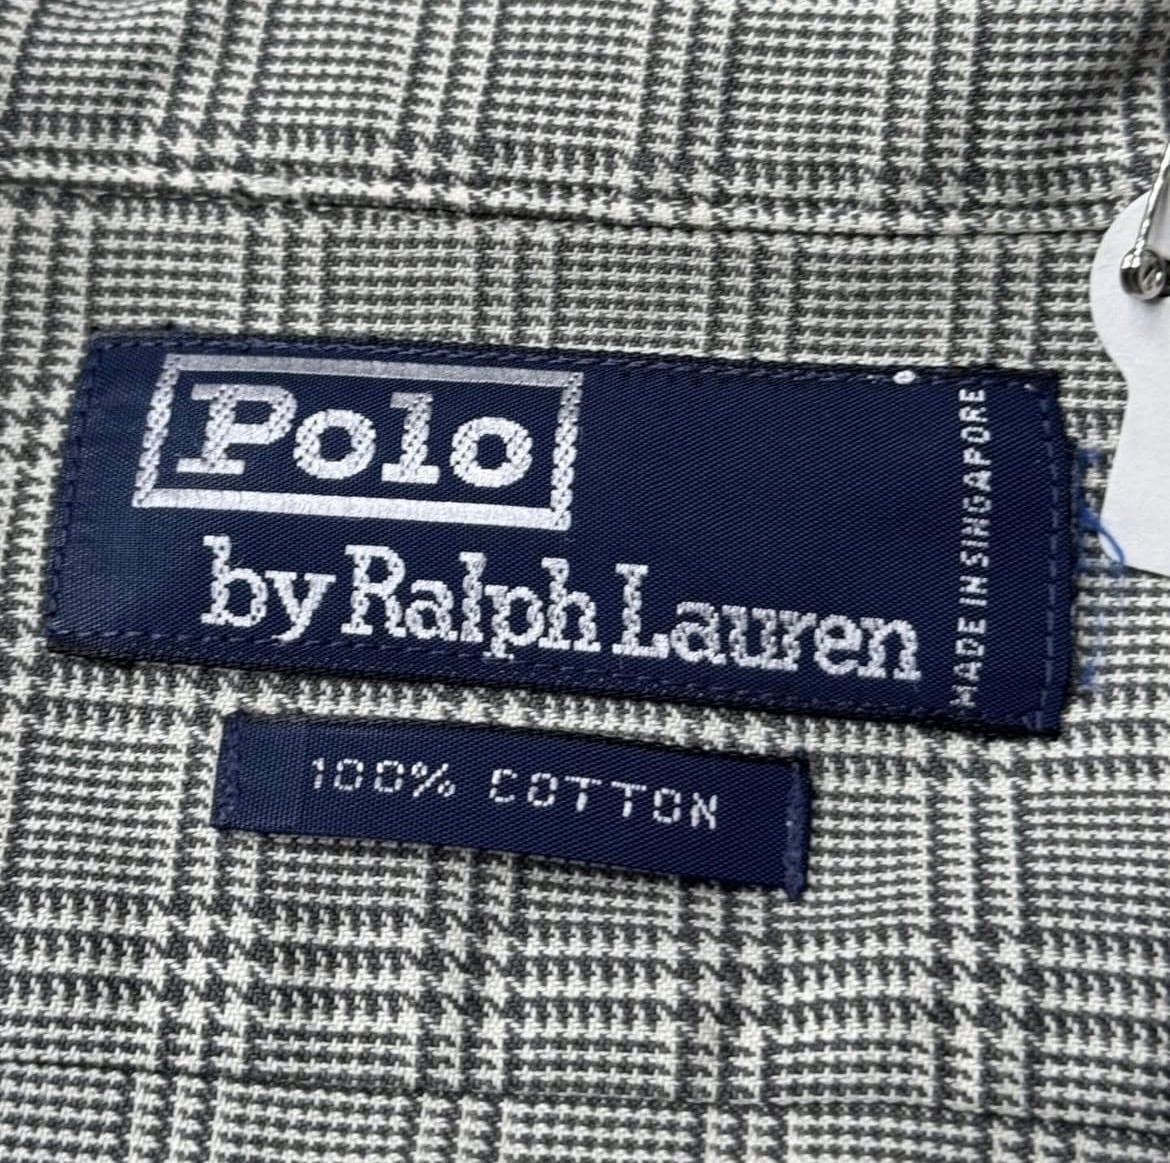 Polo
by Ralph Lauren
MADE IN SINGAPORE
100% COTTON